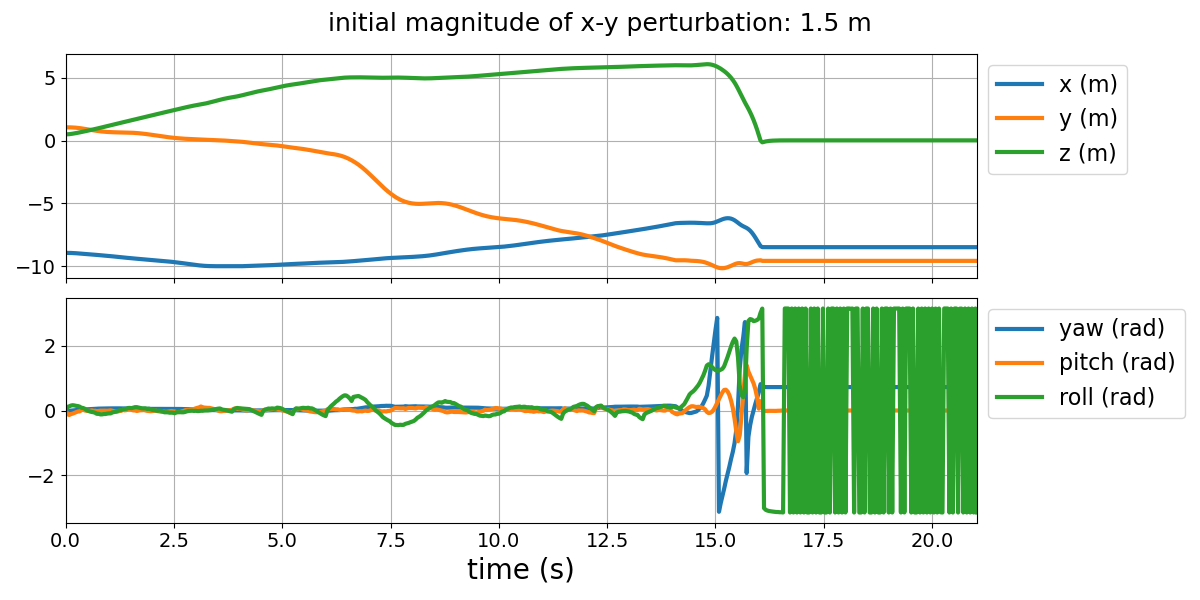 initial magnitude of x-y perturbation: 1.5 m
5
0
−5
−10
x (m)
y (m)
z (m)
2
0
−2
yaw (rad)
pitch (rad)
roll (rad)
0.0 2.5 5.0 7.5 10.0 12.5 15.0 17.5 20.0
time (s)